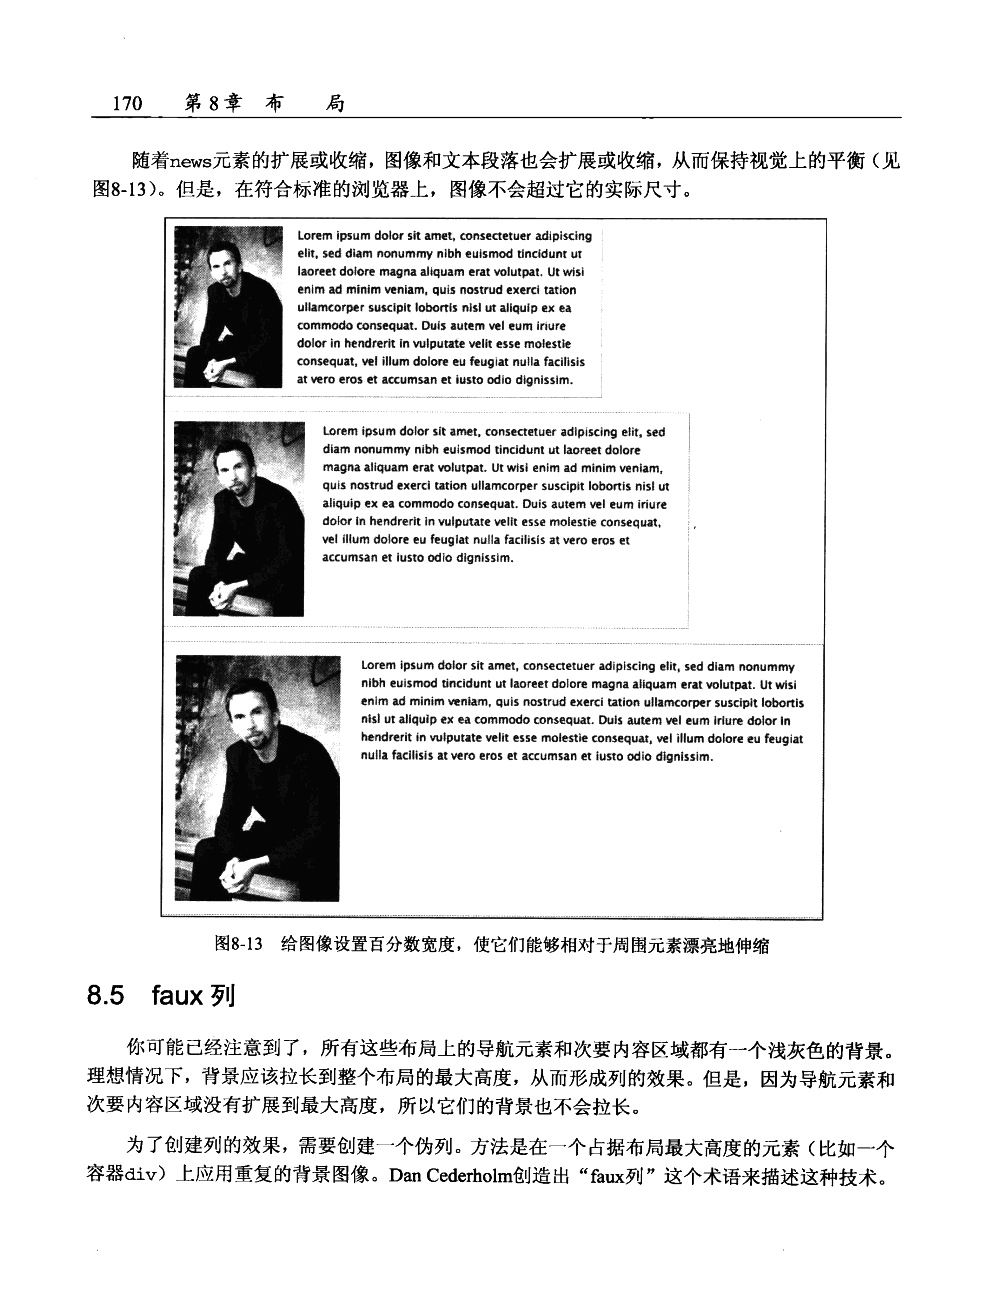 170 第8章 布 局
随着news元素的扩展或收缩，图像和文本段落也会扩展或收缩，从而保持视觉上的平衡（见
图8-13）。但是，在符合标准的浏览器上，图像不会超过它的实际尺寸。
Lorem ipsum dolor sit amet, consectetuer adipiscing
elit, sed diam nonummy nibh euismod tincidunt ut
laoreet dolore magna aliquam erat volutpat. Ut wisi
enim ad minim veniam, quis nostrud exerci tation
ullamcorper suscipit lobortis nisl ut aliquip ex ea
commodo consequat. Duis autem vel eum iriure
dolor in hendrerit in vulputate velit esse molestie
consequat, vel illum dolore eu feugiat nulla facilisis
at vero eros et accumsan et iusto odio dignissim.
Lorem ipsum dolor sit amet, consectetuer adipiscing elit, sed
diam nonummy nibh euismod tincidunt ut laoreet dolore
magna aliquam erat volutpat. Ut wisi enim ad minim veniam,
quis nostrud exerci tation ullamcorper suscipit lobortis nisl ut
aliquip ex ea commodo consequat. Duis autem vel eum iriure
dolor in hendrerit in vulputate velit esse molestie consequat,
vel illum dolore eu feugiat nulla facilisis at vero eros et
accumsan et iusto odio dignissim.
Lorem ipsum dolor sit amet, consectetuer adipiscing elit, sed diam nonummy
nibh euismod tincidunt ut laoreet dolore magna aliquam erat volutpat. Ut wisi
enim ad minim veniam, quis nostrud exerci tation ullamcorper suscipit lobortis
nisl ut aliquip ex ea commodo consequat. Duis autem vel eum iriure dolor in
hendrerit in vulputate velit esse molestie consequat, vel illum dolore eu feugiat
nulla facilisis at vero eros et accumsan et iusto odio dignissim.
图8-13 给图像设置百分数宽度，使它们能够相对于周围元素漂亮地伸缩
8.5 faux 列
你可能已经注意到了，所有这些布局上的导航元素和次要内容区域都有一个浅灰色的背景。
理想情况下，背景应该拉长到整个布局的最大高度，从而形成列的效果。但是，因为导航元素和
次要内容区域没有扩展到最大高度，所以它们的背景也不会拉长。
为了创建列的效果，需要创建一个伪列。方法是在一个占据布局最大高度的元素（比如一个
容器div）上应用重复的背景图像。Dan Cederholm创造出“faux列”这个术语来描述这种技术。